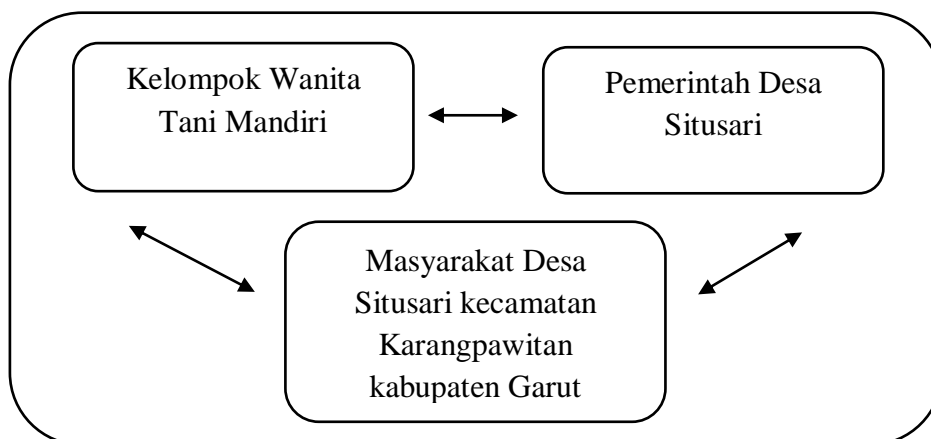 Kelompok Wanita
Tani Mandiri
Pemerintah Desa
Situsari
Masyarakat Desa
Situsari kecamatan
Karangpawitan
kabupaten Garut